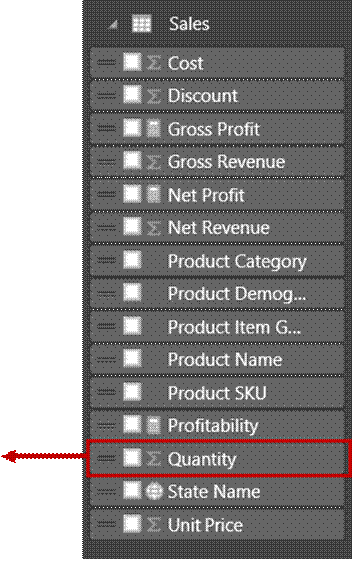 Sales
Cost
Discount
Gross Profit
Gross Revenue
Net Profit
Net Revenue
Product Category
Product Demog...
Product Item G...
Product Name
Product SKU
Profitability
Quantity
State Name
Unit Price